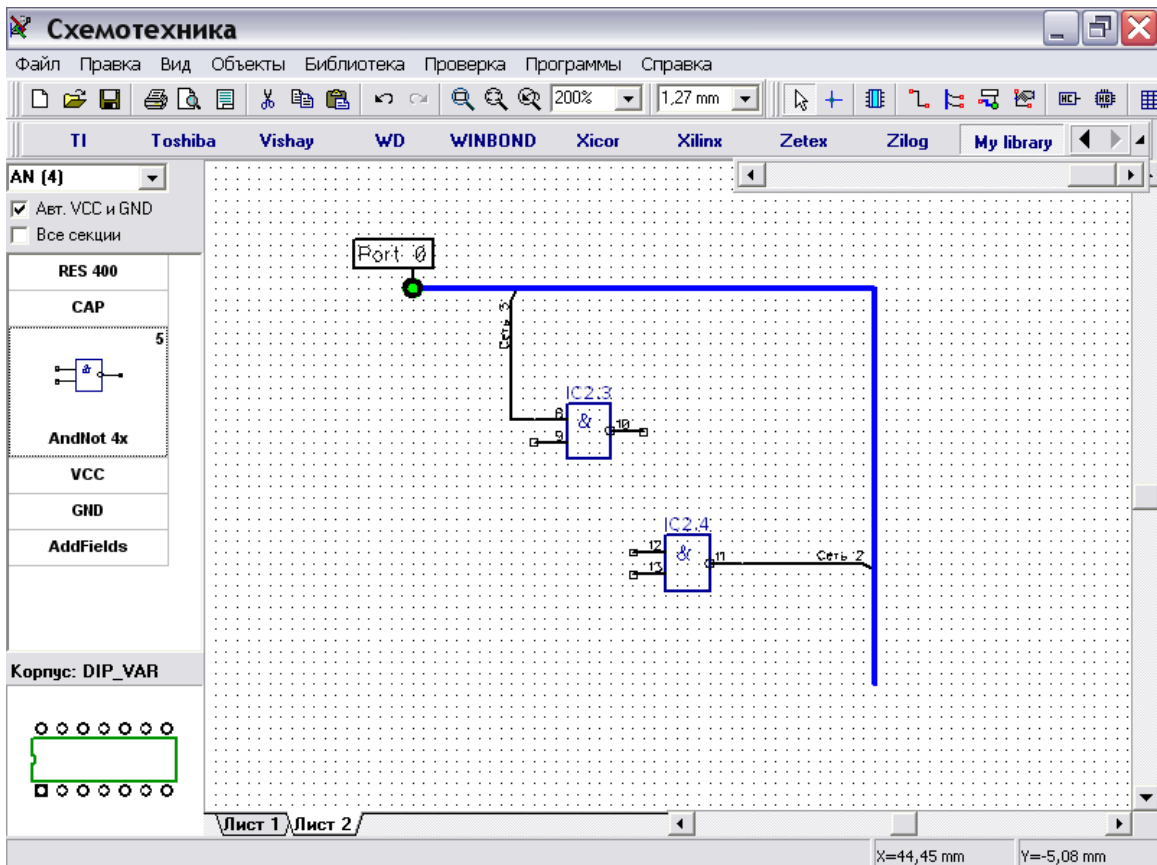 Схемотехника
Файл Правка Вид Объекты Библиотека Проверка Программы Справка
200% 1,27 mm
TI Toshiba Vishay WD WINBOND Xicor Xilinx Zetex Zilog My library
AN (4)
Авт. VCC и GND
Все секции
RES 400
CAP
5
&
AndNot 4x
VCC
GND
AddFields
Корпус: DIP_VAR
Port 0
Сеть 3
IC2.3
8
&
9
10
IC2.4
12
&
13
11
Сеть 2
Лист 1 Лист 2
X=44,45 mm Y=-5,08 mm